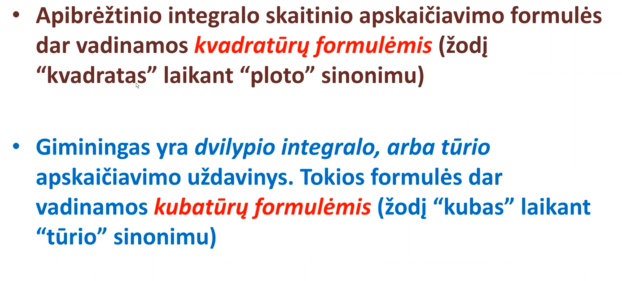 • Apibrėžtinio integralo skaitinio apskaičiavimo formulės
dar vadinamos kvadratūrų formulėmis (žodį
“kvadratas” laikant “ploto” sinonimu)
• Giminingas yra dvilypio integralo, arba tūrio
apskaičiavimo uždavinys. Tokios formulės dar
vadinamos kubatūrų formulėmis (žodį “kubas” laikant
“tūrio” sinonimu)